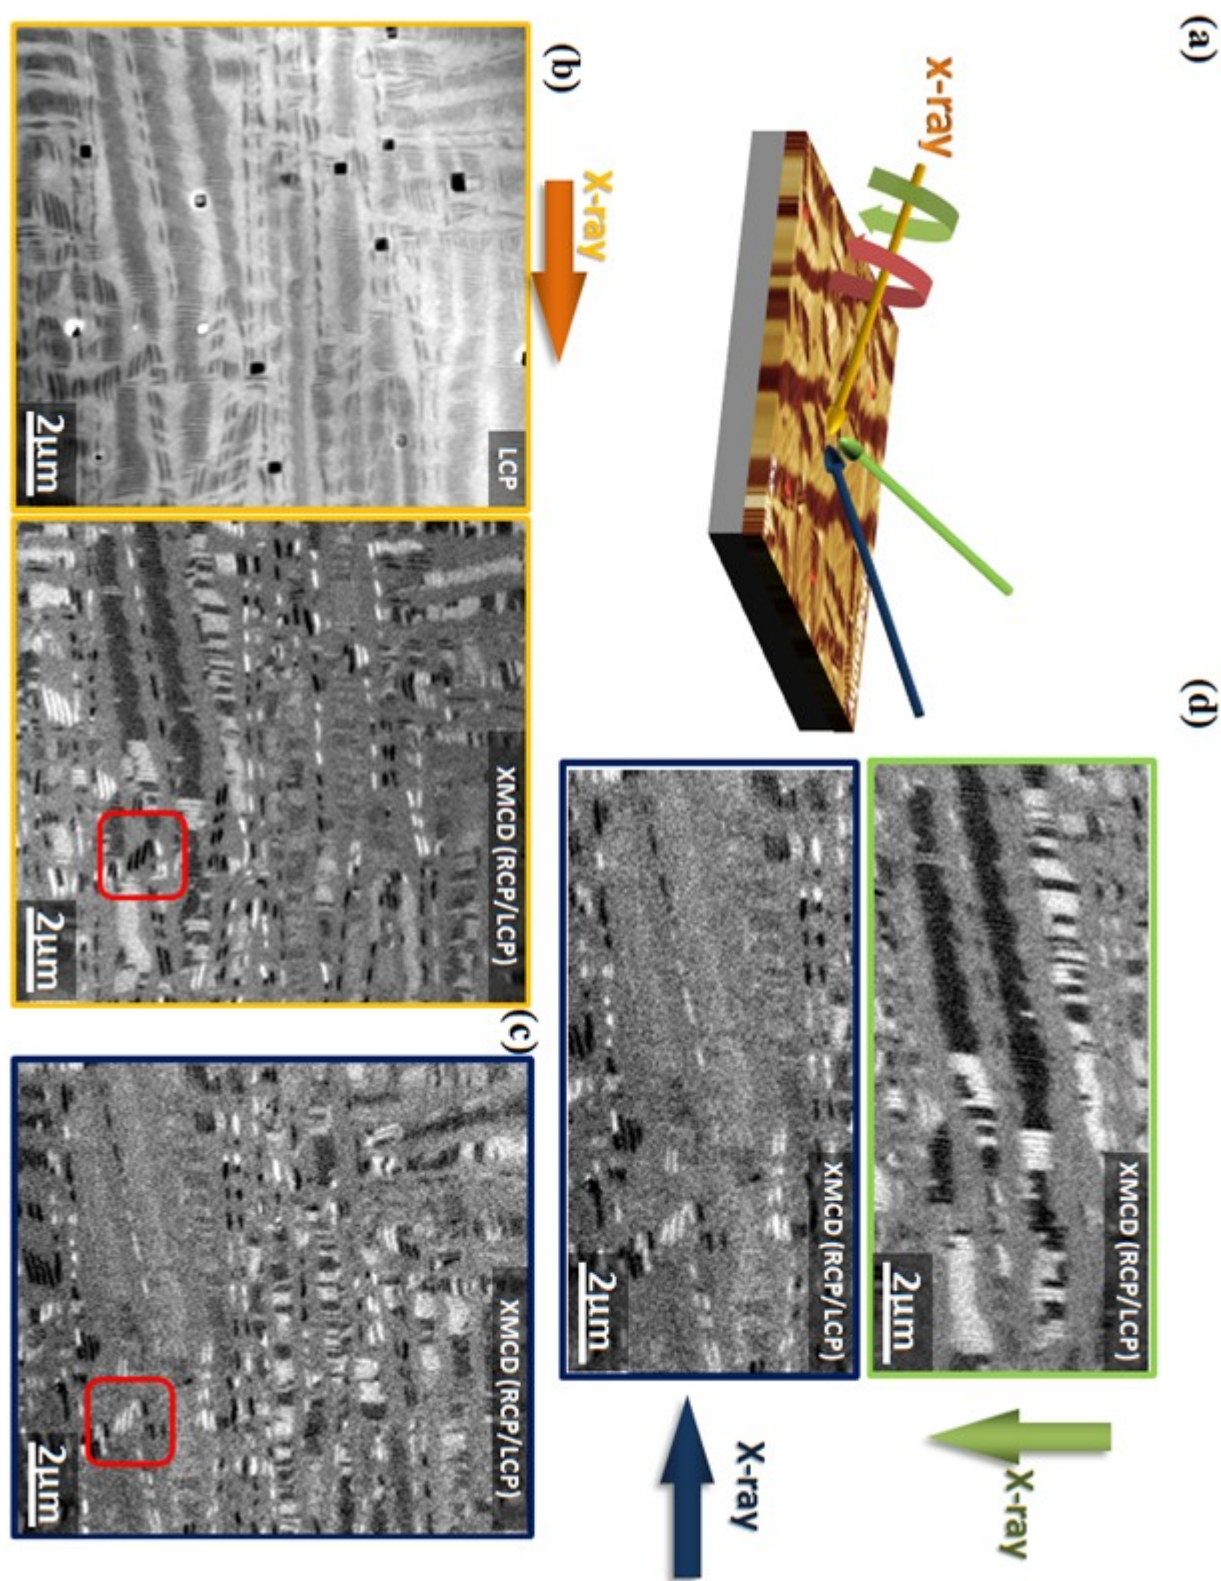 (a)
x-ray
(d)
XMCD (RCP/LCP)
2µm
X-ray
XMCD (RCP/LCP)
2µm
X-ray
(b)
X-ray
LCP
2µm
XMCD (RCP/LCP)
2µm
(c)
XMCD (RCP/LCP)
2µm